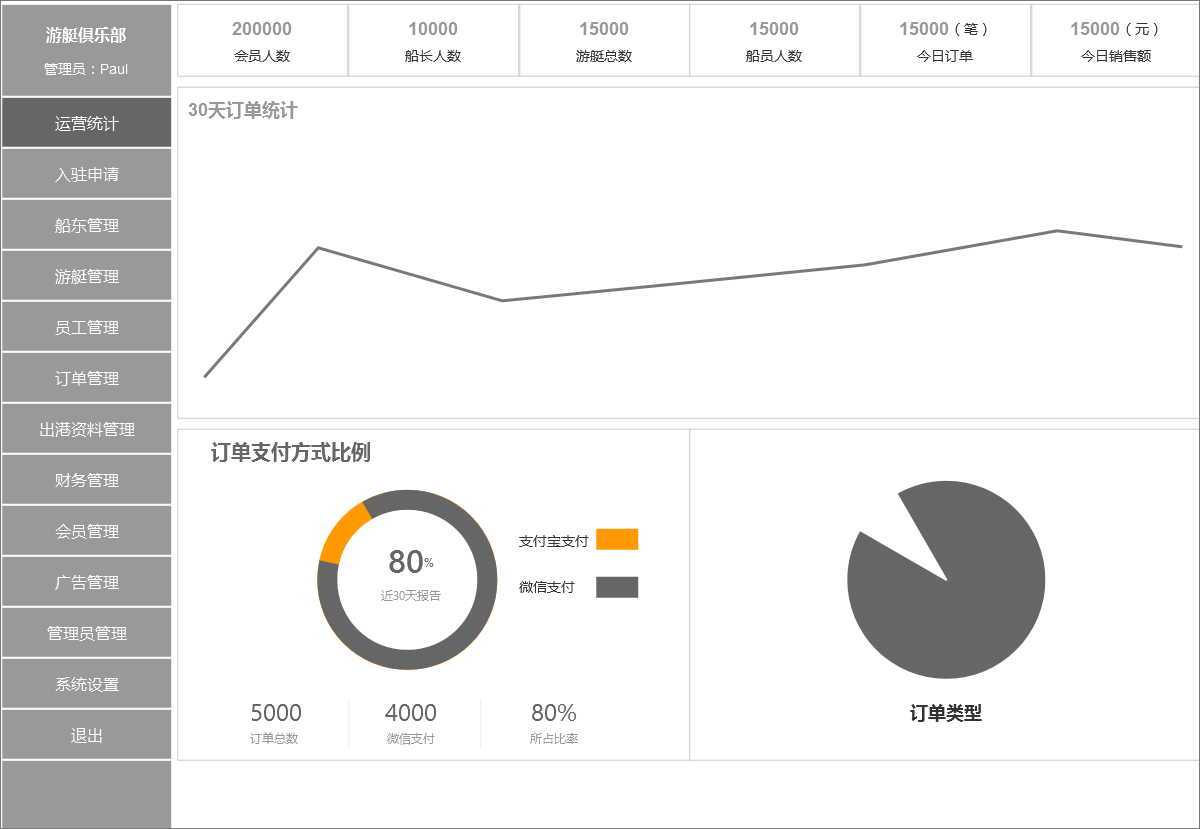 游艇俱乐部
管理员：Paul
运营统计
入驻申请
船东管理
游艇管理
员工管理
订单管理
出港资料管理
财务管理
会员管理
广告管理
管理员管理
系统设置
退出
200000
会员人数
10000
船长人数
15000
游艇总数
15000
船员人数
15000（笔）
今日订单
15000（元）
今日销售额
30天订单统计
订单支付方式比例
80%
近30天报告
支付宝支付
微信支付
5000
订单总数
4000
微信支付
80%
所占比率
订单类型